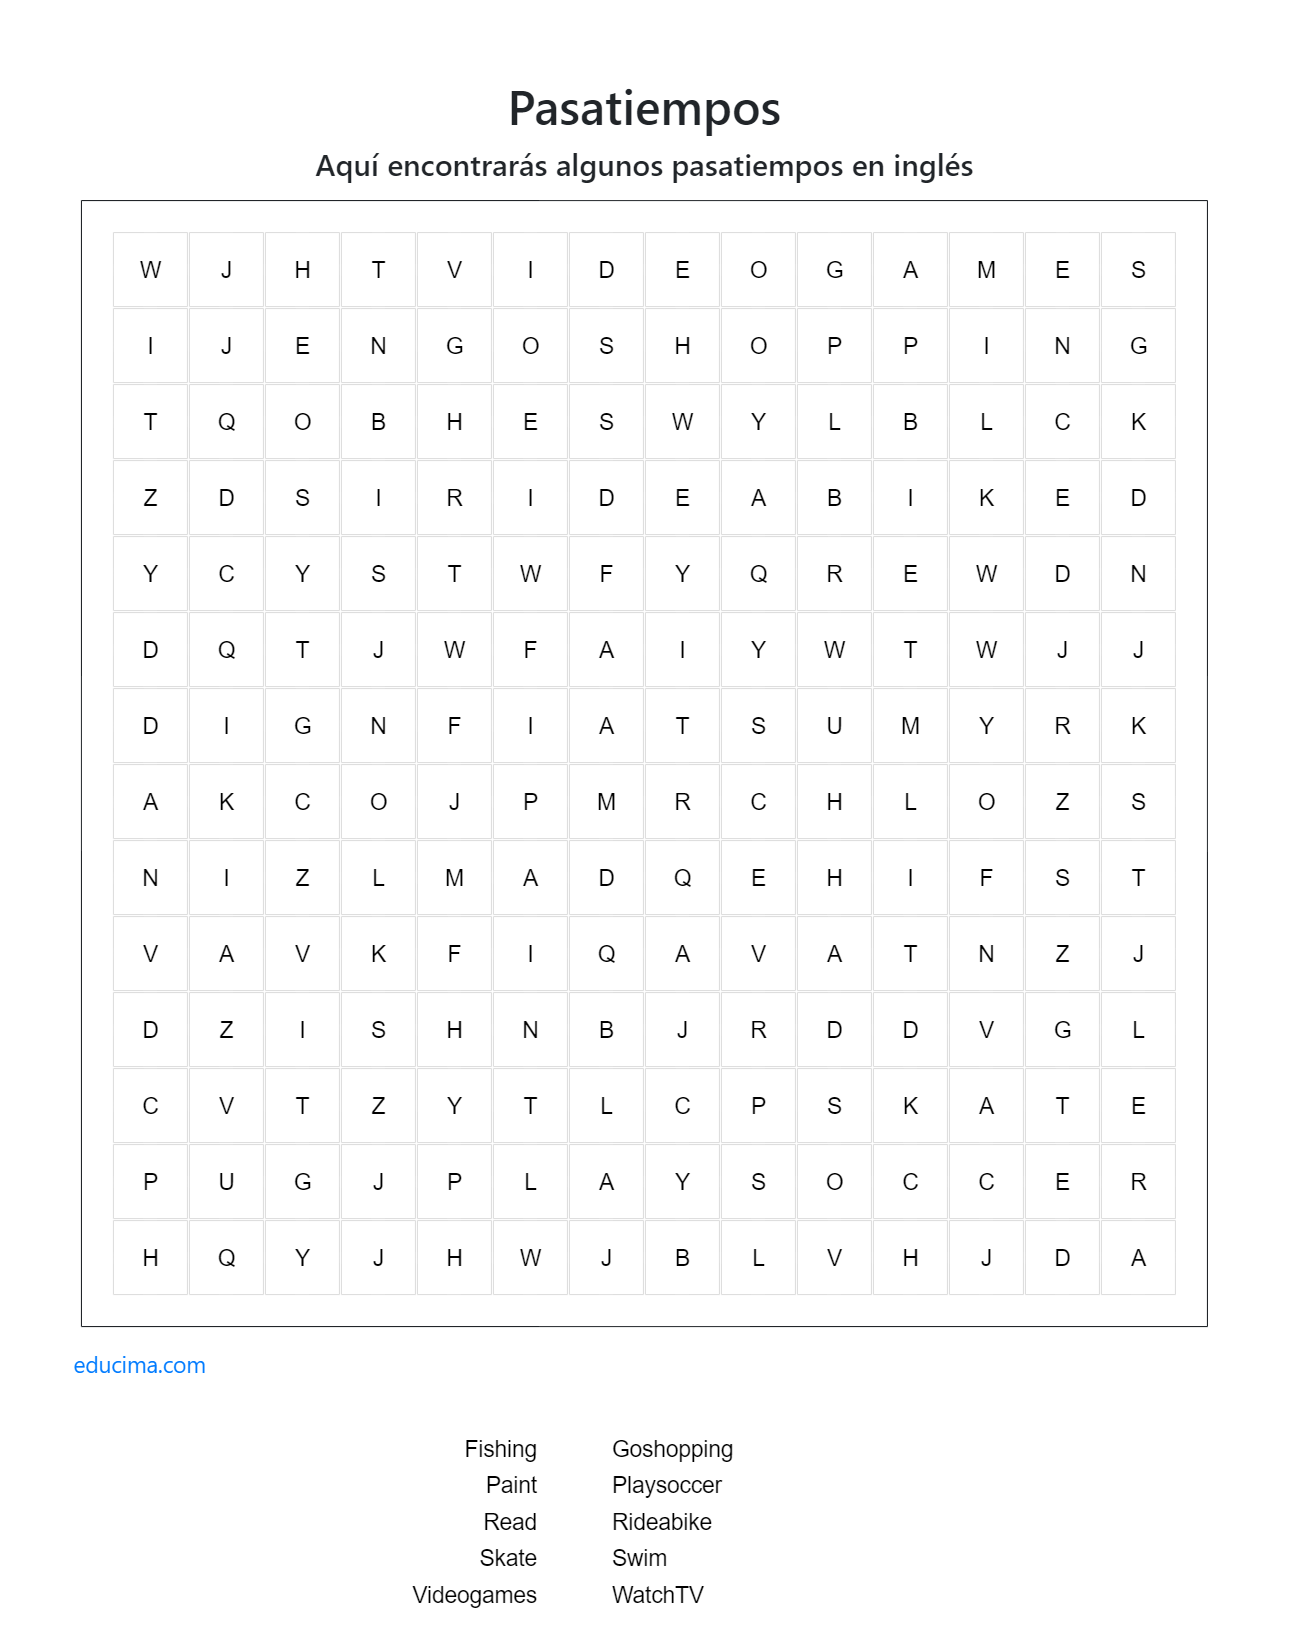 Pasatiempos
Aquí encontrarás algunos pasatiempos en inglés
W J H T V I D E O G A M E S
I J E N G O S H O P P I N G
T Q O B H E S W Y L B L C K
Z D S I R I D E A B I K E D
Y C Y S T W F Y Q R E W D N
D Q T J W F A I Y W T W J J
D I G N F I A T S U M Y R K
A K C O J P M R C H L O Z S
N I Z L M A D Q E H I F S T
V A V K F I Q A V A T N Z J
D Z I S H N B J R D D V G L
C V T Z Y T L C P S K A T E
P U G J P L A Y S O C C E R
H Q Y J H W J B L V H J D A
educima.com
Fishing Goshopping
Paint Playsoccer
Read Rideabike
Skate Swim
Videogames WatchTV